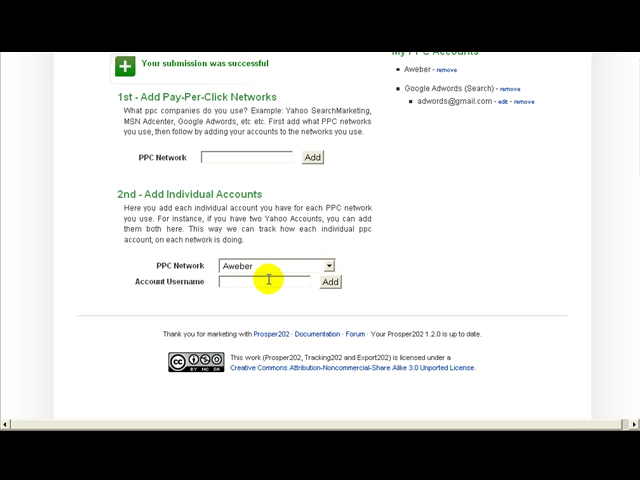 My PPC Accounts
Your submission was successful
Aweber - remove
Google Adwords (Search) - remove
adwords@gmail.com - edit - remove
1st - Add Pay-Per-Click Networks
What ppc companies do you use? Example: Yahoo SearchMarketing,
MSN Adcenter, Google Adwords, etc etc. First add what PPC networks
you use, then follow by adding your accounts to the networks you use.
PPC Network
Add
2nd - Add Individual Accounts
Here you add each individual account you have for each PPC network
you use. For instance, if you have two Yahoo Accounts, you can add
them both here. This way we can track how each individual ppc
account, on each network is doing.
PPC Network Aweber
Account Username Add
Thank you for marketing with Prosper202 · Documentation · Forum · Your Prosper202 1.2.0 is up to date.
CC BY NC SA
This work (Prosper202, Tracking202 and Export202) is licensed under a
Creative Commons Attribution-Noncommercial-Share Alike 3.0 Unported License.